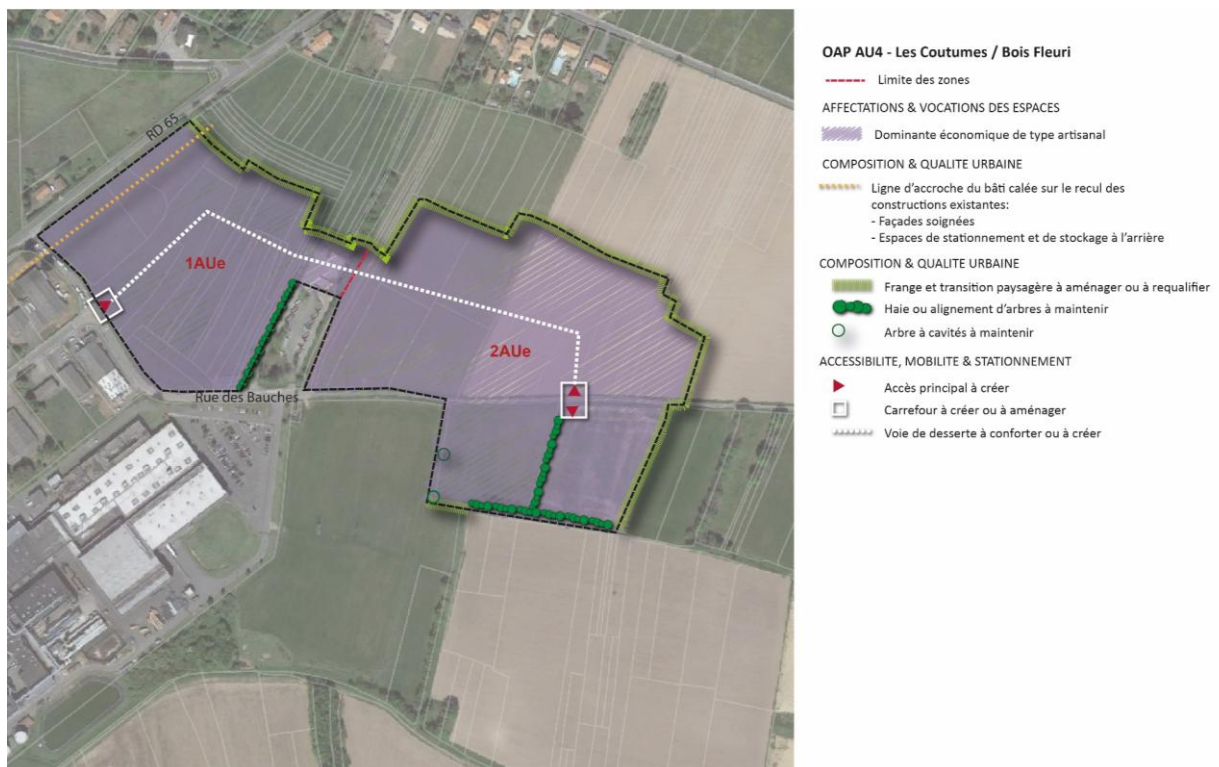 RD 65
1AUe
2AUe
Rue des Bauches
OAP AU4 - Les Coutumes / Bois Fleuri
Limite des zones
AFFECTATIONS & VOCATIONS DES ESPACES
Dominante économique de type artisanal
COMPOSITION & QUALITE URBAINE
Ligne d'accroche du bâti calée sur le recul des
constructions existantes:
- Façades soignées
- Espaces de stationnement et de stockage à l'arrière
COMPOSITION & QUALITE URBAINE
Frange et transition paysagère à aménager ou à requalifier
Haie ou alignement d'arbres à maintenir
Arbre à cavités à maintenir
ACCESSIBILITE, MOBILITE & STATIONNEMENT
Accès principal à créer
Carrefour à créer ou à aménager
Voie de desserte à conforter ou à créer